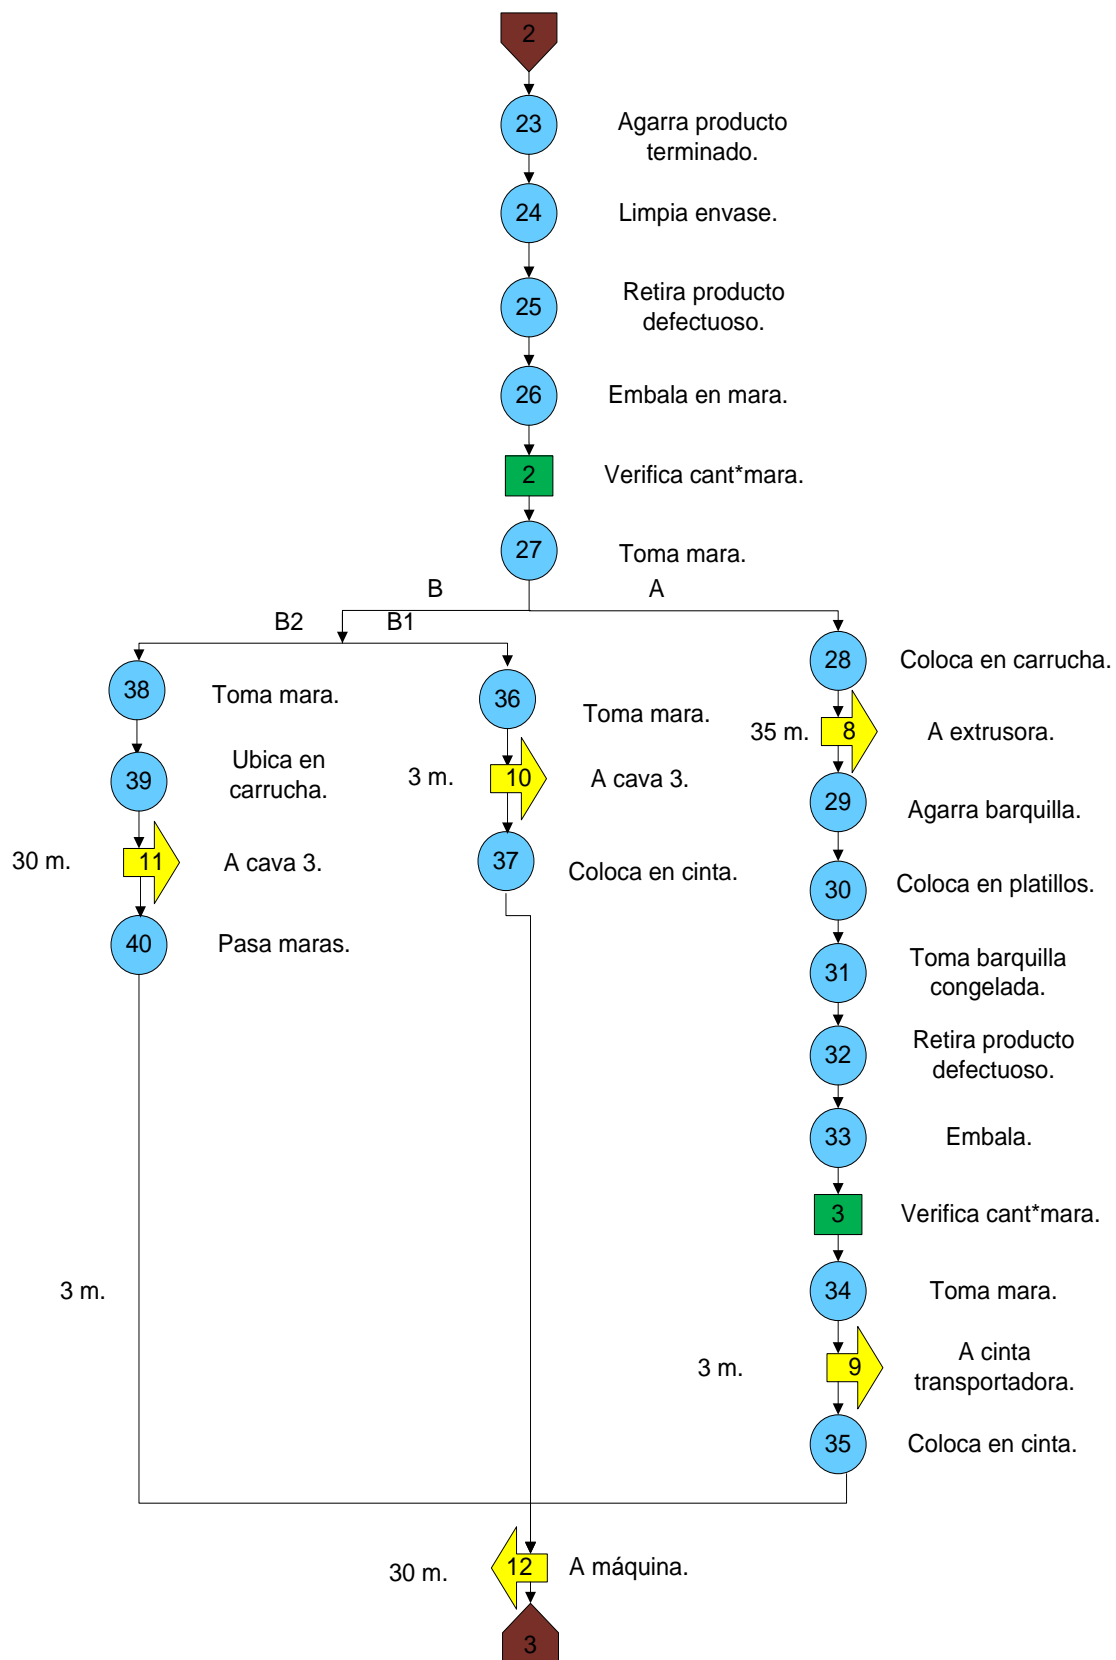 2
23
Agarra producto
terminado.
24
Limpia envase.
25
Retira producto
defectuoso.
26
Embala en mara.
2
Verifica cant*mara.
27
Toma mara.
B
A
B2
B1
38
Toma mara.
39
Ubica en
carrucha.
30 m.
11
A cava 3.
40
Pasa maras.
3 m.
36
Toma mara.
3 m.
10
A cava 3.
37
Coloca en cinta.
28
Coloca en carrucha.
35 m.
8
A extrusora.
29
Agarra barquilla.
30
Coloca en platillos.
31
Toma barquilla
congelada.
32
Retira producto
defectuoso.
33
Embala.
3
Verifica cant*mara.
34
Toma mara.
3 m.
9
A cinta
transportadora.
35
Coloca en cinta.
30 m.
12
A máquina.
3